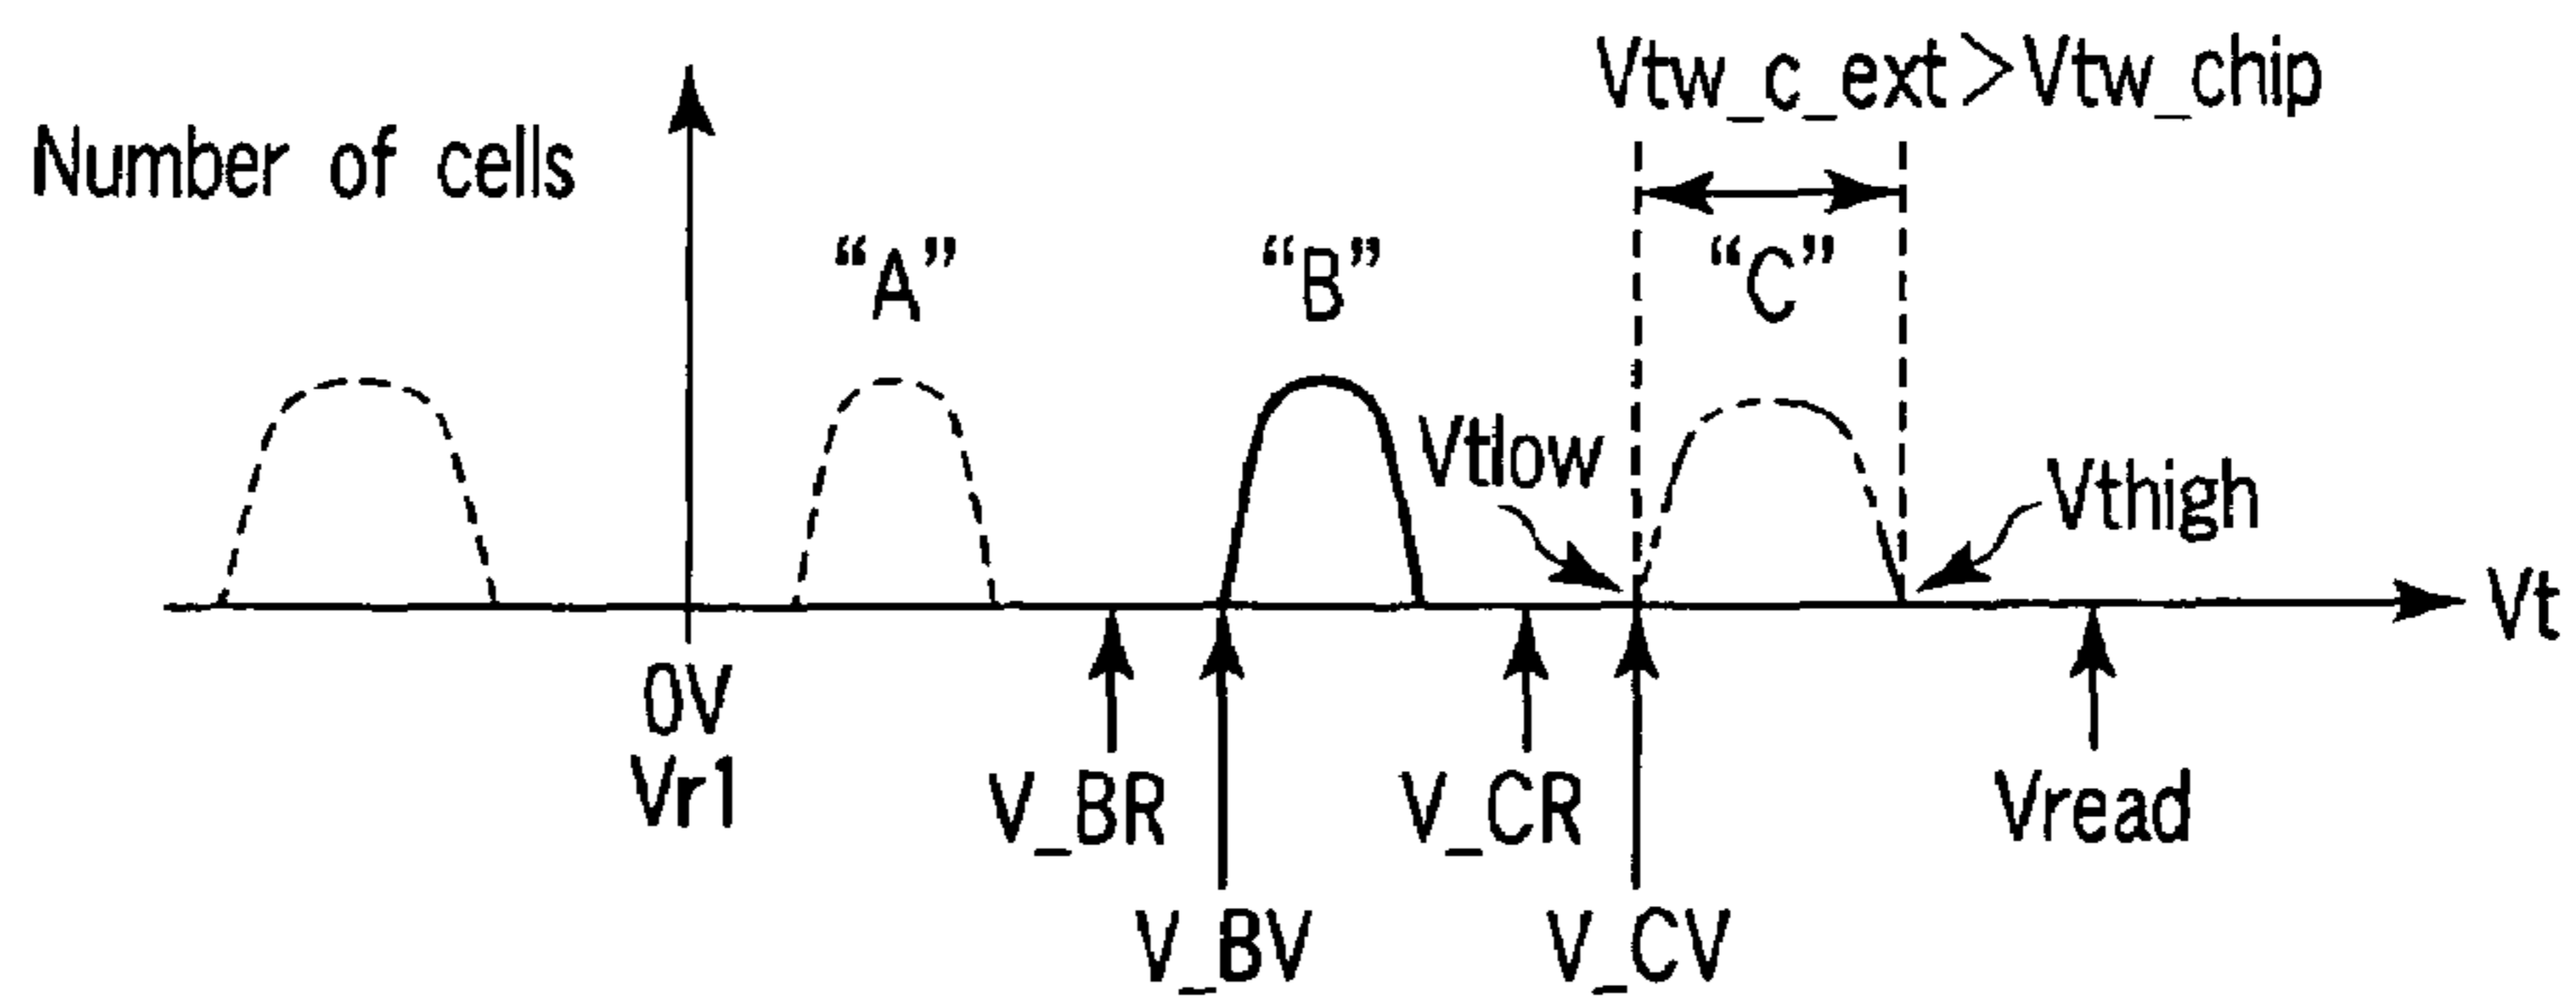 Vtw_c_ext>Vtw_chip
Number of cells
“A”
“B”
“C”
Vtlow
Vthigh
Vt
0V
Vr1
V_BR
V_CR
Vread
V_BV
V_CV